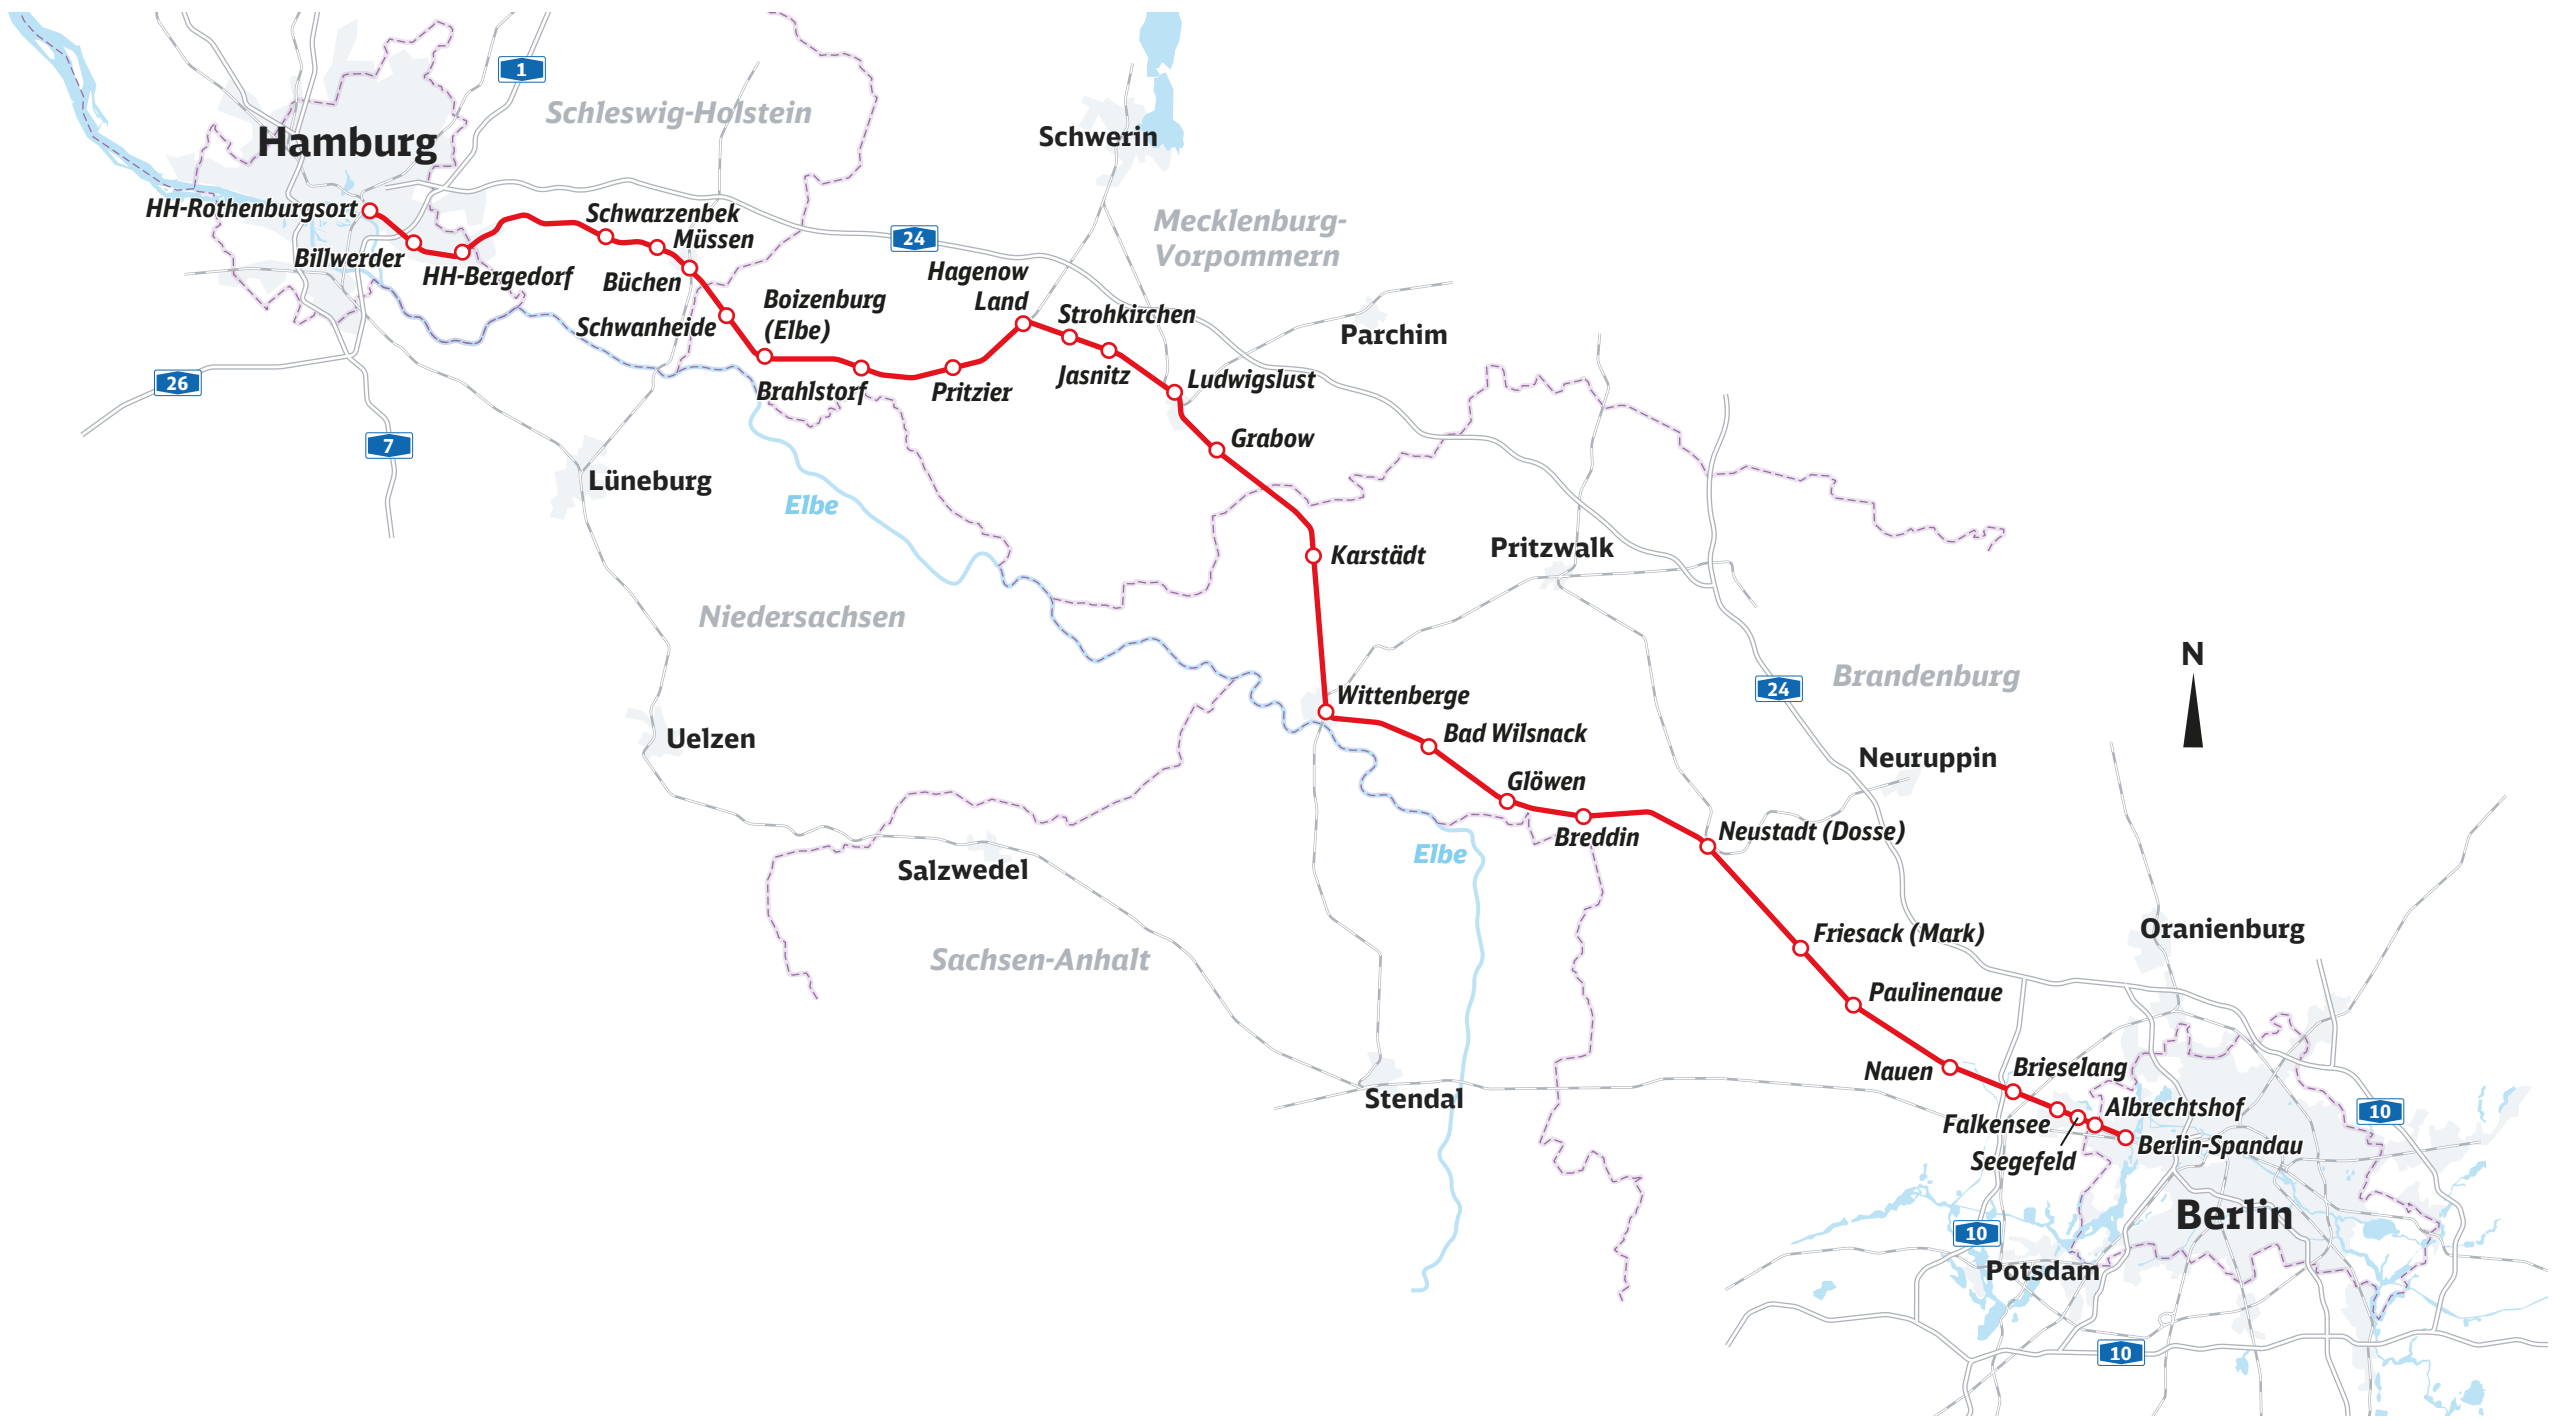 1
Schleswig-Holstein
Hamburg
Schwerin
HH-Rothenburgsort
Schwarzenbek
Mecklenburg-
Vorpommern
24
Müssen
Billwerder
HH-Bergedorf
Büchen
Hagenow
Land
Boizenburg
(Elbe)
Schwanheide
Strohkirchen
Parchim
26
Brahlstorf
Pritzier
Jasnitz
Ludwigslust
7
Grabow
Lüneburg
Elbe
Karstädt
Pritzwalk
Niedersachsen
N
Brandenburg
24
Wittenberge
Uelzen
Bad Wilsnack
Neuruppin
Glöwen
Breddin
Neustadt (Dosse)
Elbe
Salzwedel
Sachsen-Anhalt
Friesack (Mark)
Oranienburg
Paulinenaue
Nauen
Brieselang
Stendal
Albrechtshof
10
Falkensee
Berlin-Spandau
Seegefeld
Berlin
10
Potsdam
10